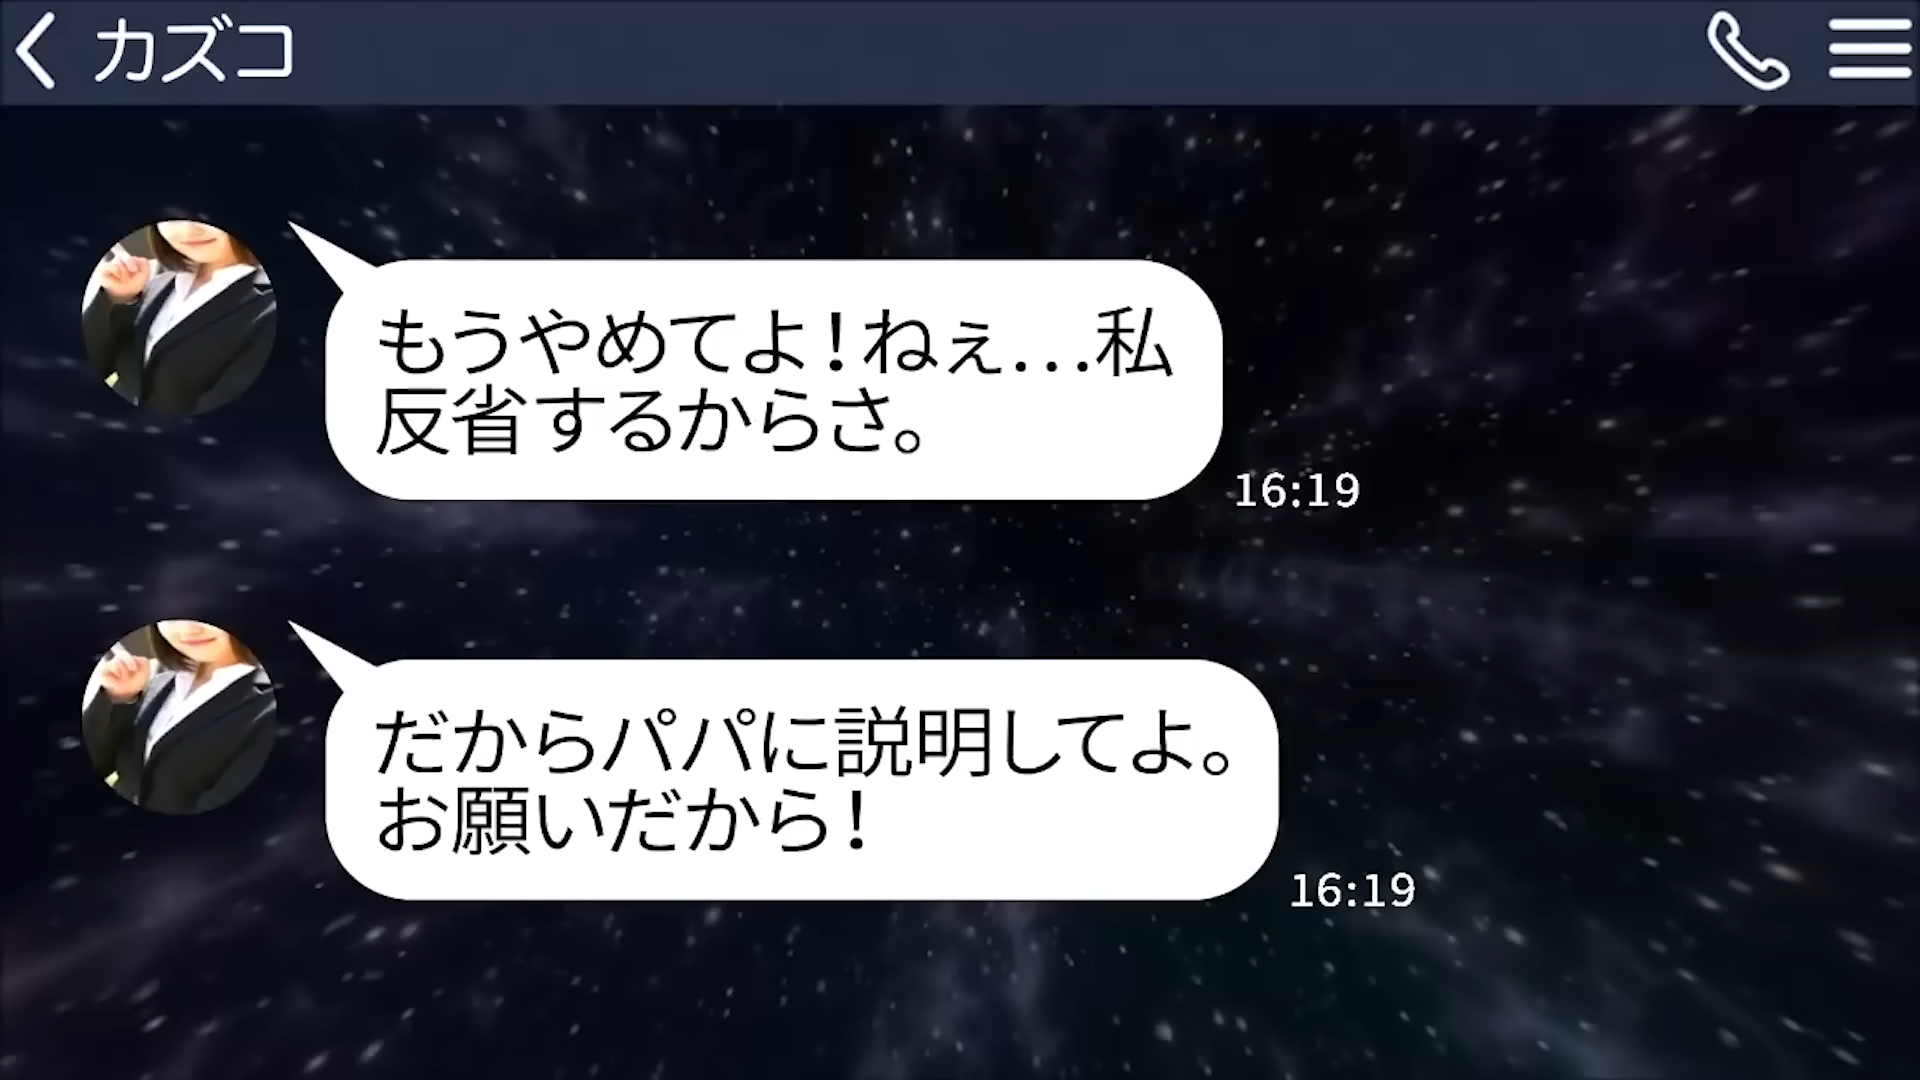 カズコ
もうやめてよ！ねぇ…私
反省するからさ。
16:19
だからパパに説明してよ。
お願いだから！
16:19